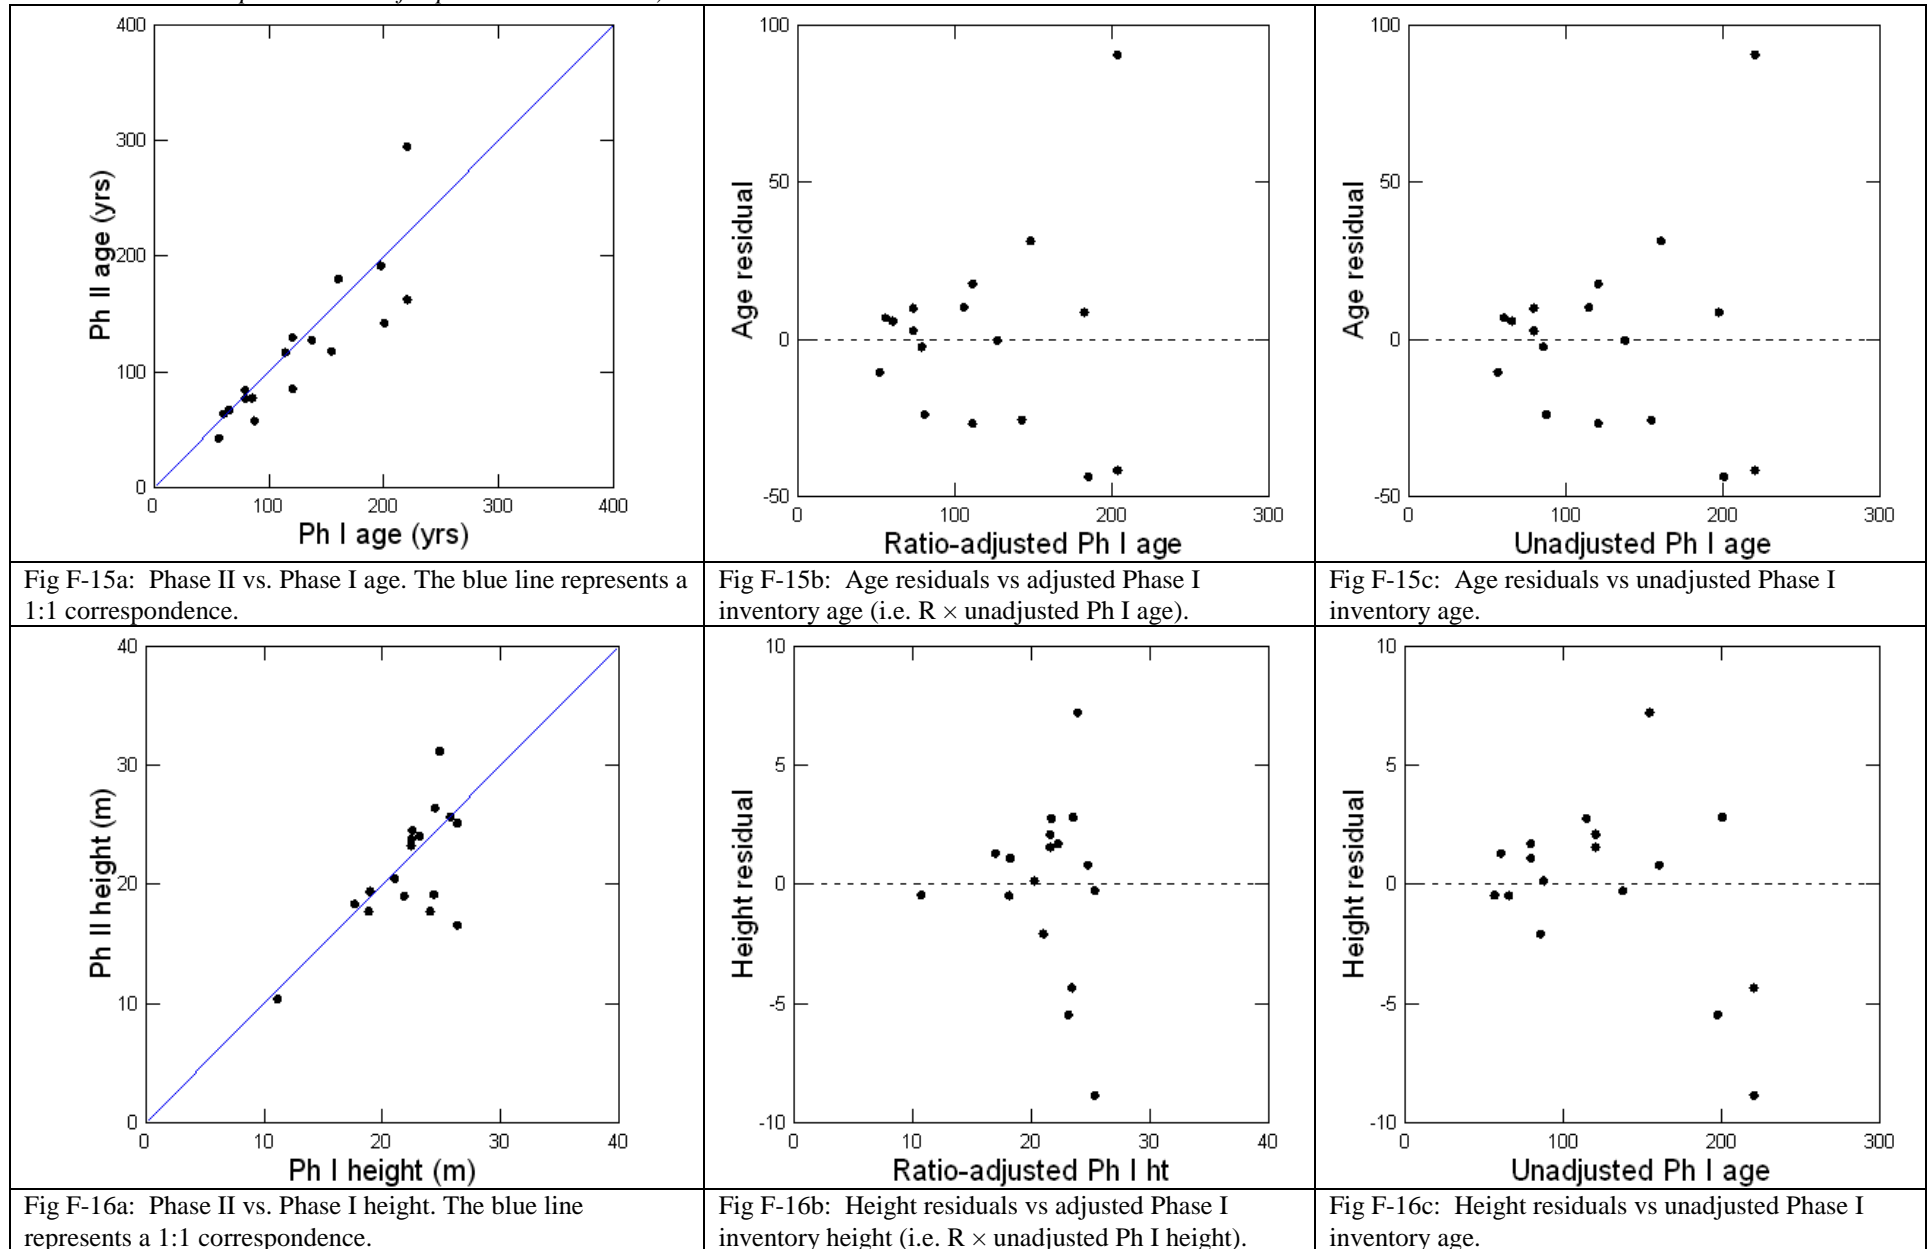 400
300
200
100
0
0 100 200 300 400
Ph II age (yrs)
Ph I age (yrs)
100
50
0
-50
0 100 200 300
Age residual
Ratio-adjusted Ph I age
100
50
0
-50
0 100 200 300
Age residual
Unadjusted Ph I age
Fig F-15a: Phase II vs. Phase I age. The blue line represents a
1:1 correspondence.
Fig F-15b: Age residuals vs adjusted Phase I
inventory age (i.e. R × unadjusted Ph I age).
Fig F-15c: Age residuals vs unadjusted Phase I
inventory age.
40
30
20
10
0
0 10 20 30 40
Ph II height (m)
Ph I height (m)
10
5
0
-5
-10
0 10 20 30 40
Height residual
Ratio-adjusted Ph I ht
10
5
0
-5
-10
0 100 200 300
Height residual
Unadjusted Ph I age
Fig F-16a: Phase II vs. Phase I height. The blue line
represents a 1:1 correspondence.
Fig F-16b: Height residuals vs adjusted Phase I
inventory height (i.e. R × unadjusted Ph I height).
Fig F-16c: Height residuals vs unadjusted Phase I
inventory age.